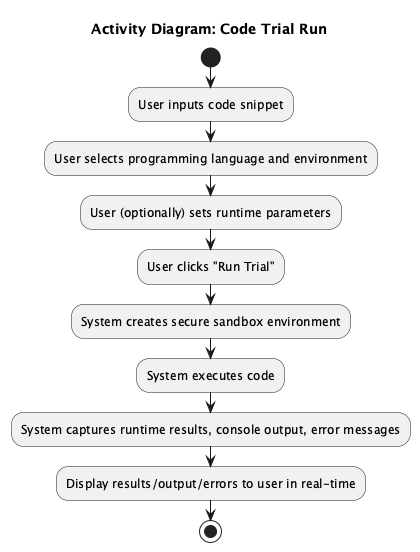 Activity Diagram: Code Trial Run
User inputs code snippet
User selects programming language and environment
User (optionally) sets runtime parameters
User clicks "Run Trial"
System creates secure sandbox environment
System executes code
System captures runtime results, console output, error messages
Display results/output/errors to user in real-time